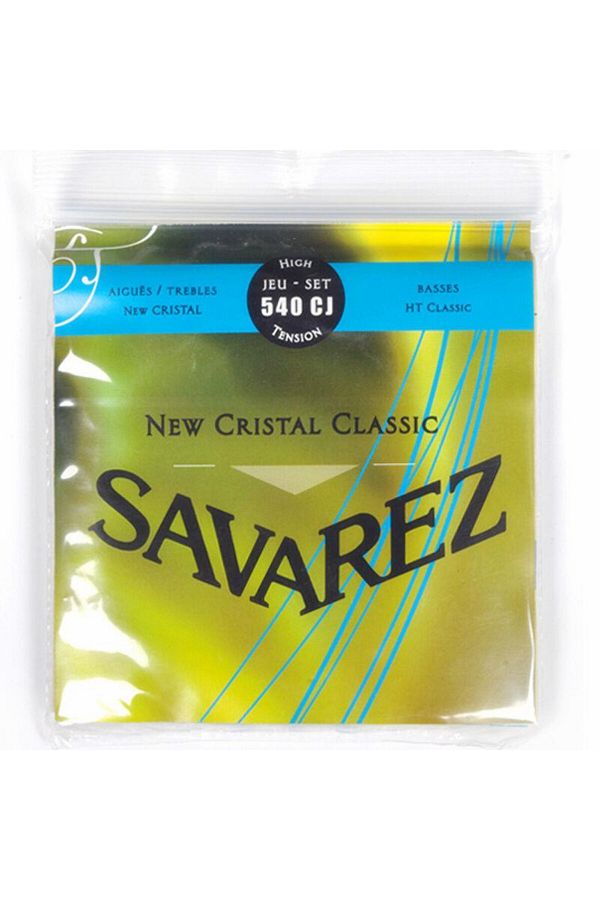 HIGH
JEU - SET
540 CJ
TENSION
AIGUËS / TREBLES
NEW CRISTAL
BASSES
HT CLASSIC
NEW CRISTAL CLASSIC
SAVAREZ